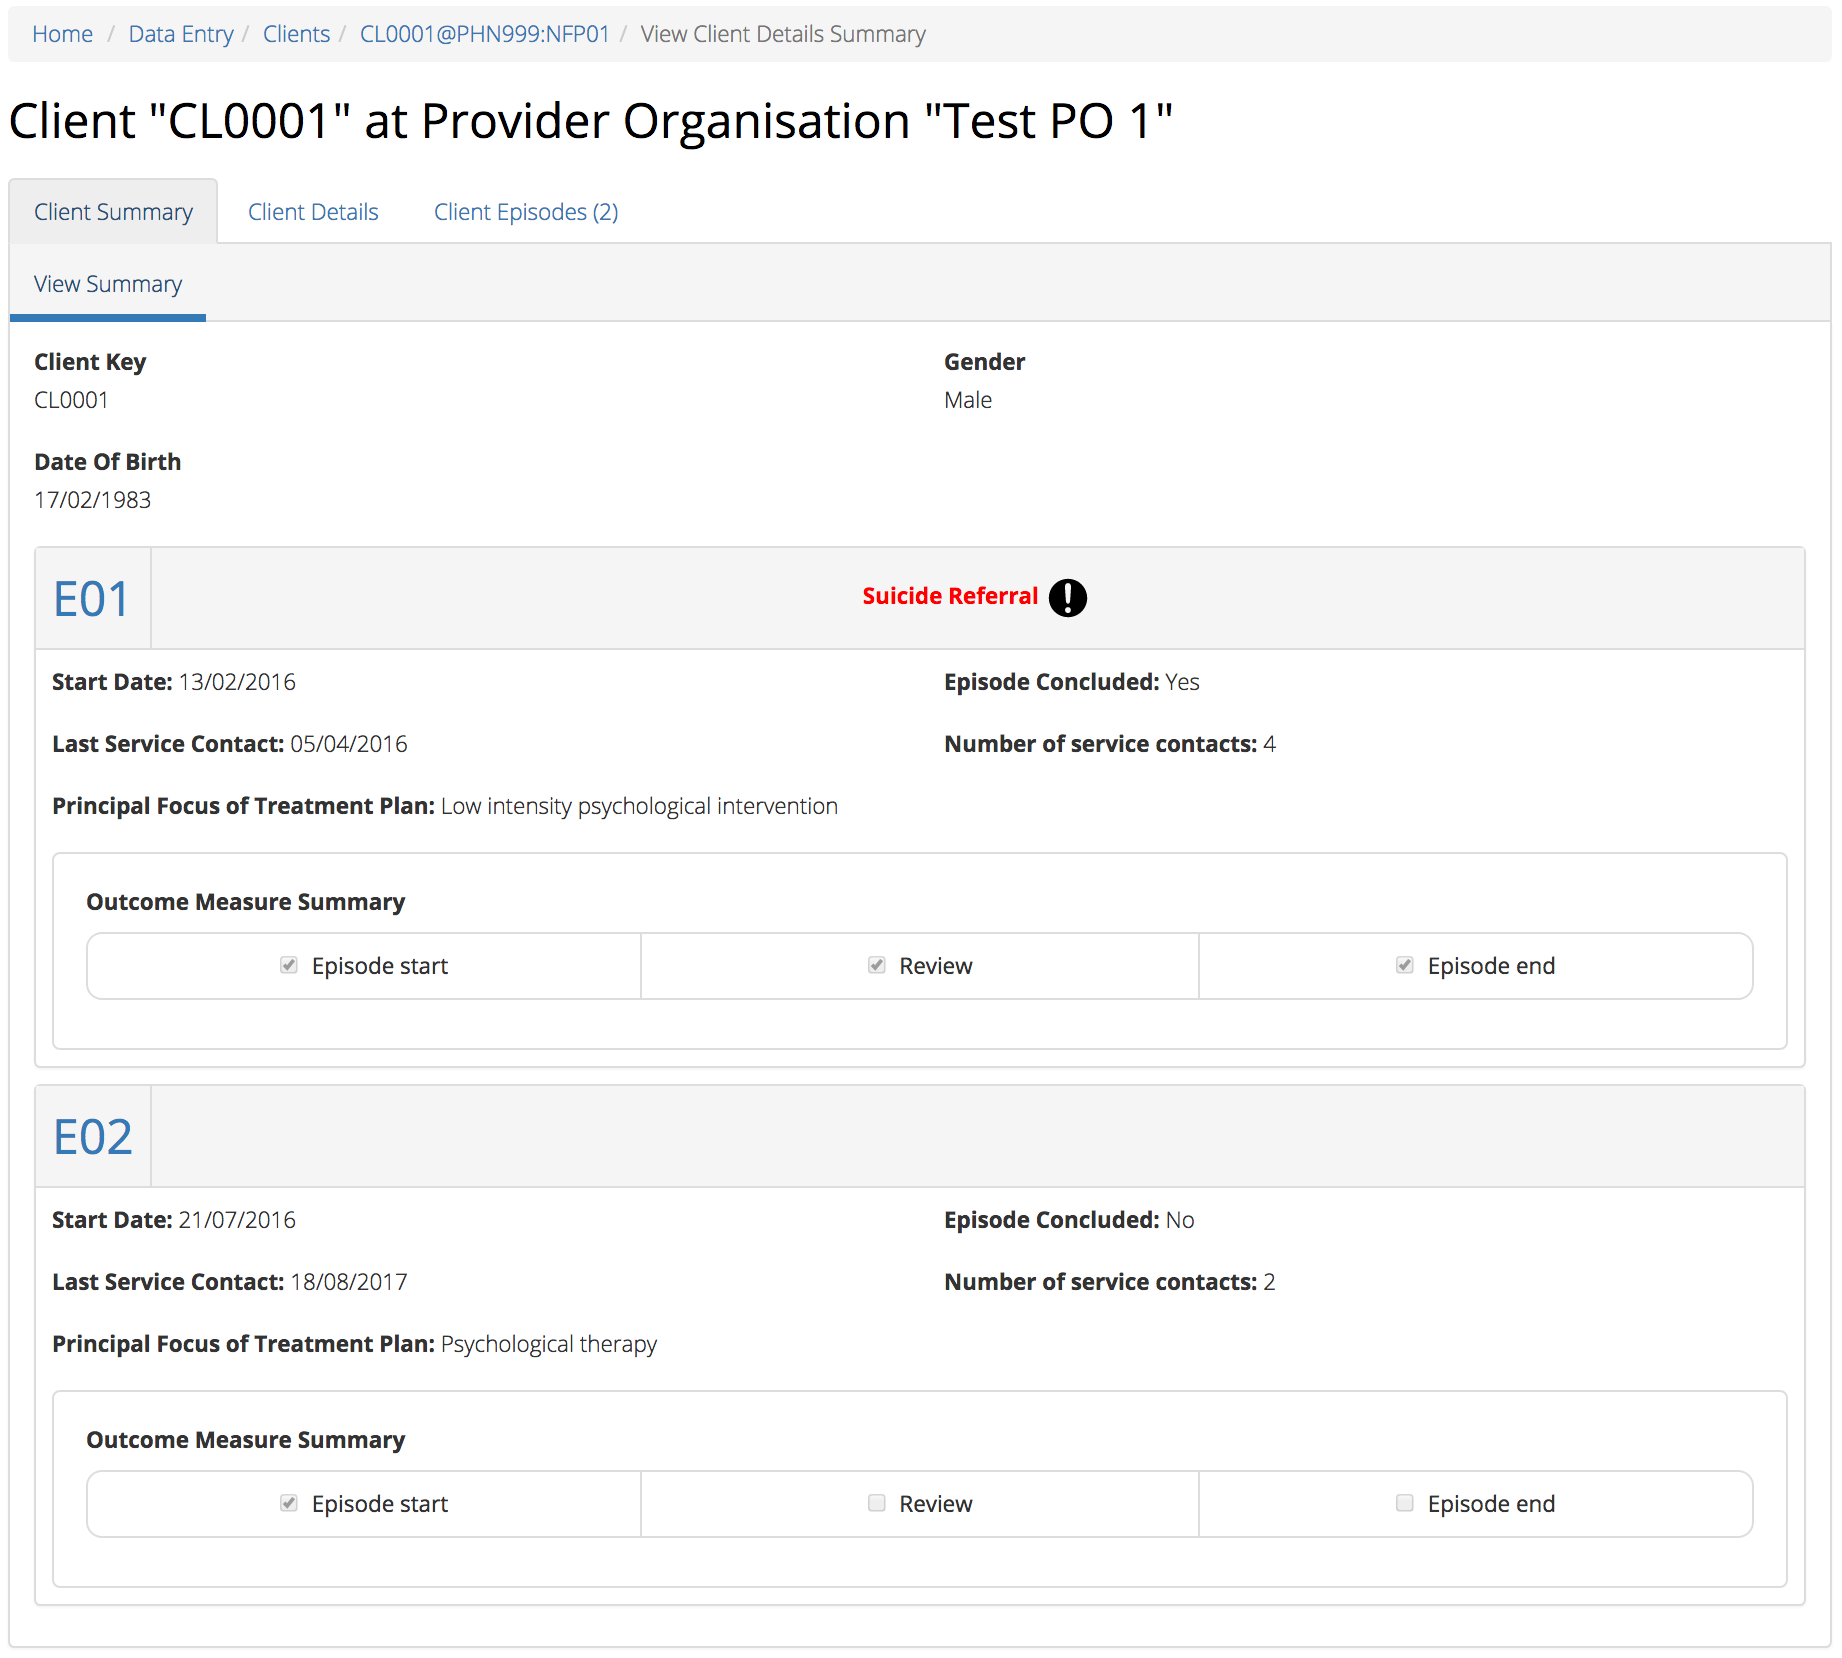 Home / Data Entry / Clients / CL0001@PHN999:NFP01 / View Client Details Summary
Client "CL0001" at Provider Organisation "Test PO 1"
Client Summary Client Details Client Episodes (2)
View Summary
Client Key Gender
CL0001 Male
Date Of Birth
17/02/1983
E01 Suicide Referral !
Start Date: 13/02/2016 Episode Concluded: Yes
Last Service Contact: 05/04/2016 Number of service contacts: 4
Principal Focus of Treatment Plan: Low intensity psychological intervention
Outcome Measure Summary
Episode start Review Episode end
E02
Start Date: 21/07/2016 Episode Concluded: No
Last Service Contact: 18/08/2017 Number of service contacts: 2
Principal Focus of Treatment Plan: Psychological therapy
Outcome Measure Summary
Episode start Review Episode end